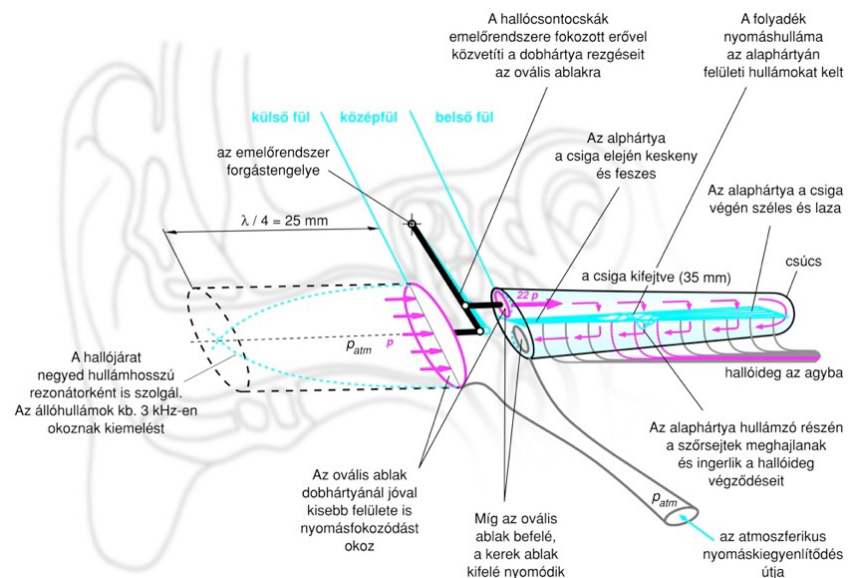 A hallócsontocskák
emelőrendszere fokozott erővel
közvetíti a dobhártya rezgéseit
az ovális ablakra
A folyadék
nyomáshulláma
az alaphártyán
felületi hullámokat kelt
külső fül
középfül
belső fül
az emelőrendszer
forgástengelye
Az alphártya
a csiga elején keskeny
és feszes
Az alaphártya a csiga
végén széles és laza
λ / 4 = 25 mm
a csiga kifejtve (35 mm)
csúcs
22 p
p atm
p
hallóideg az agyba
A hallójárat
negyed hullámhosszú
rezonátorként is szolgál.
Az állóhullámok kb. 3 kHz-en
okoznak kiemelést
Az alaphártya hullámzó részén
a szőrsejtek meghajlanak
és ingerlik a hallóideg
végződéseit
Az ovális ablak
dobhártyánál jóval
kisebb felülete is
nyomásfokozódást
okoz
Míg az ovális
ablak befelé,
a kerek ablak
kifelé nyomódik
p atm
az atmoszferikus
nyomáskiegyenlítődés
útja